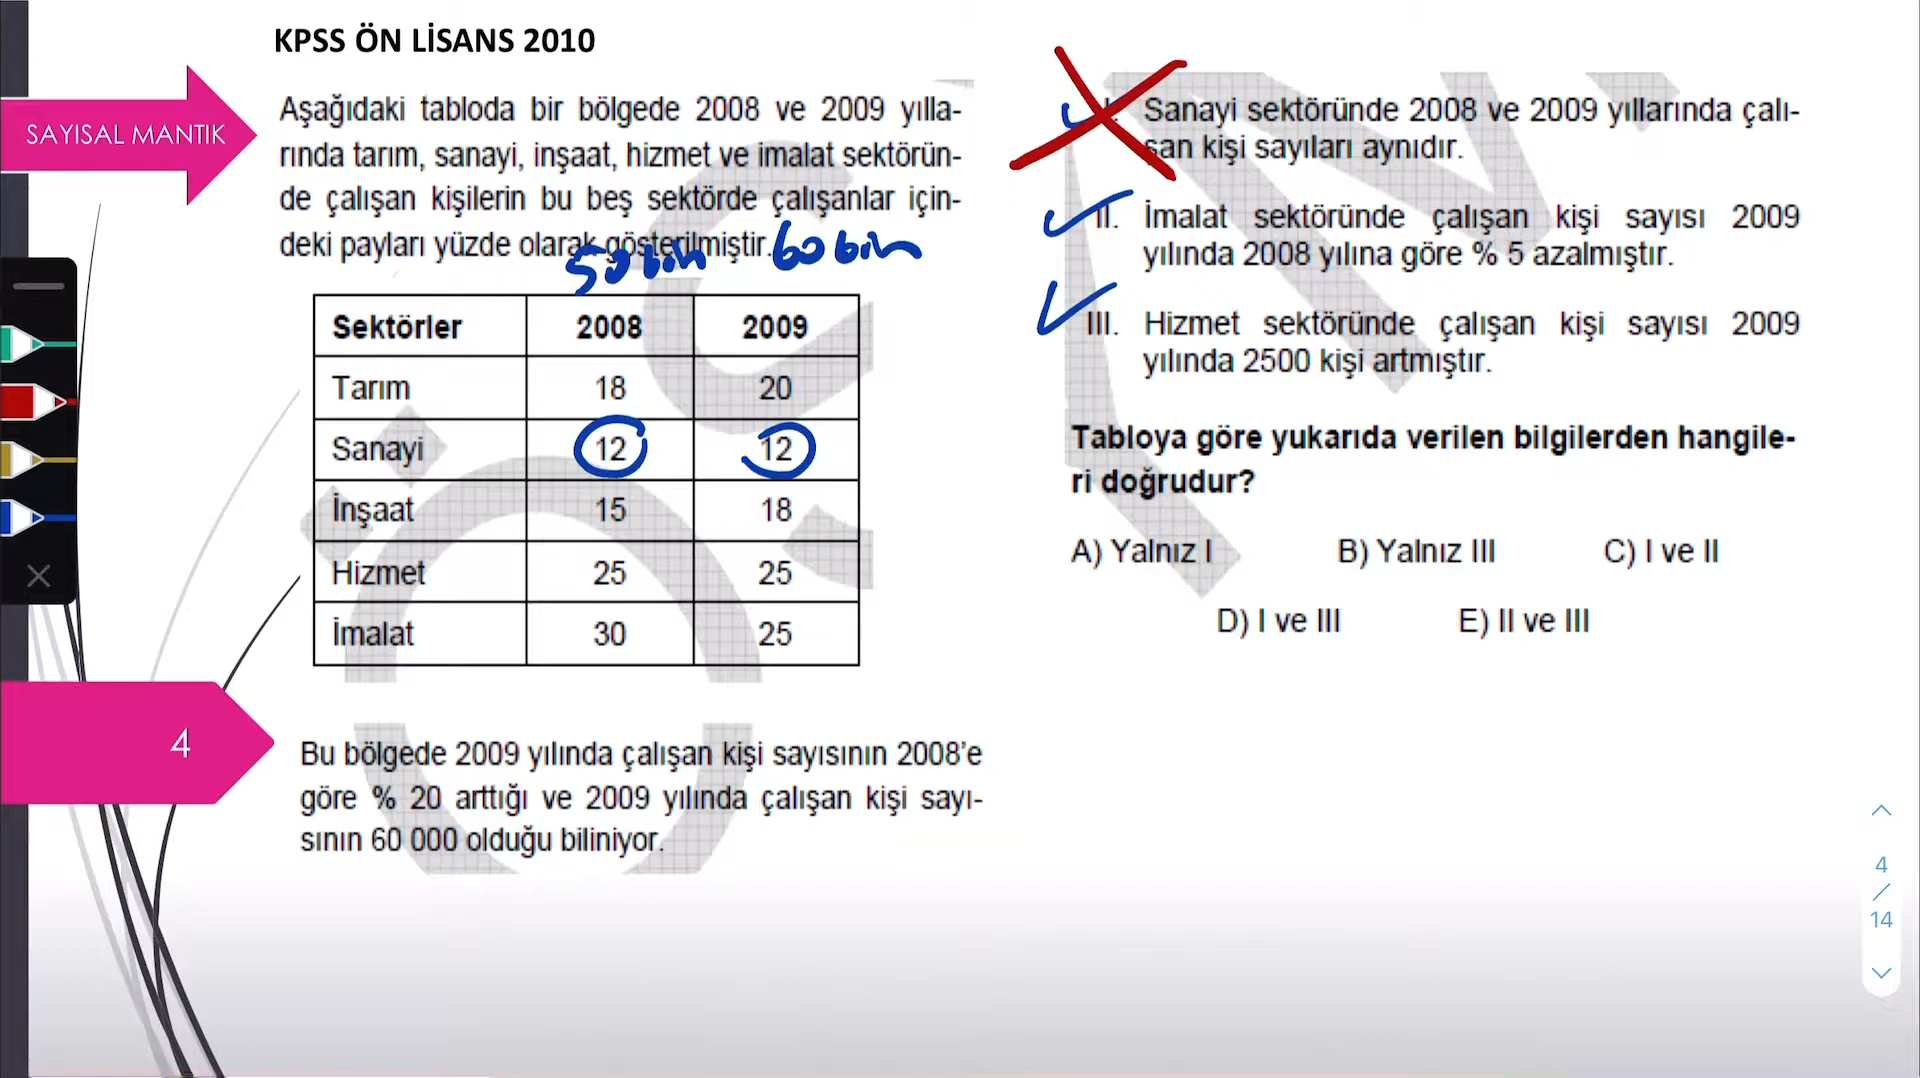 KPSS ÖN LİSANS 2010
SAYISAL MANTIK
Aşağıdaki tabloda bir bölgede 2008 ve 2009 yılla-
rında tarım, sanayi, inşaat, hizmet ve imalat sektörün-
de çalışan kişilerin bu beş sektörde çalışanlar için-
deki payları yüzde olarak gösterilmiştir.
50 bin 60 bin
Sektörler 2008 2009
Tarım 18 20
Sanayi 12 12
İnşaat 15 18
Hizmet 25 25
İmalat 30 25
4
Bu bölgede 2009 yılında çalışan kişi sayısının 2008'e
göre % 20 arttığı ve 2009 yılında çalışan kişi sayı-
sının 60 000 olduğu biliniyor.
I. Sanayi sektöründe 2008 ve 2009 yıllarında çalı-
şan kişi sayıları aynıdır.
II. İmalat sektöründe çalışan kişi sayısı 2009
yılında 2008 yılına göre % 5 azalmıştır.
III. Hizmet sektöründe çalışan kişi sayısı 2009
yılında 2500 kişi artmıştır.
Tabloya göre yukarıda verilen bilgilerden hangile-
ri doğrudur?
A) Yalnız I B) Yalnız III C) I ve II
D) I ve III E) II ve III
4
/
14